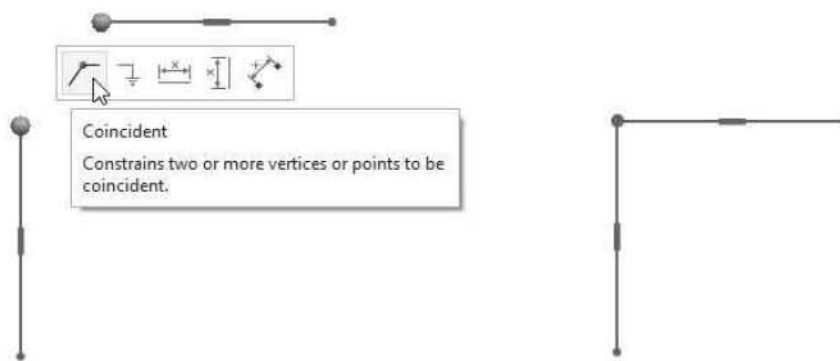 Coincident
Constrains two or more vertices or points to be
coincident.